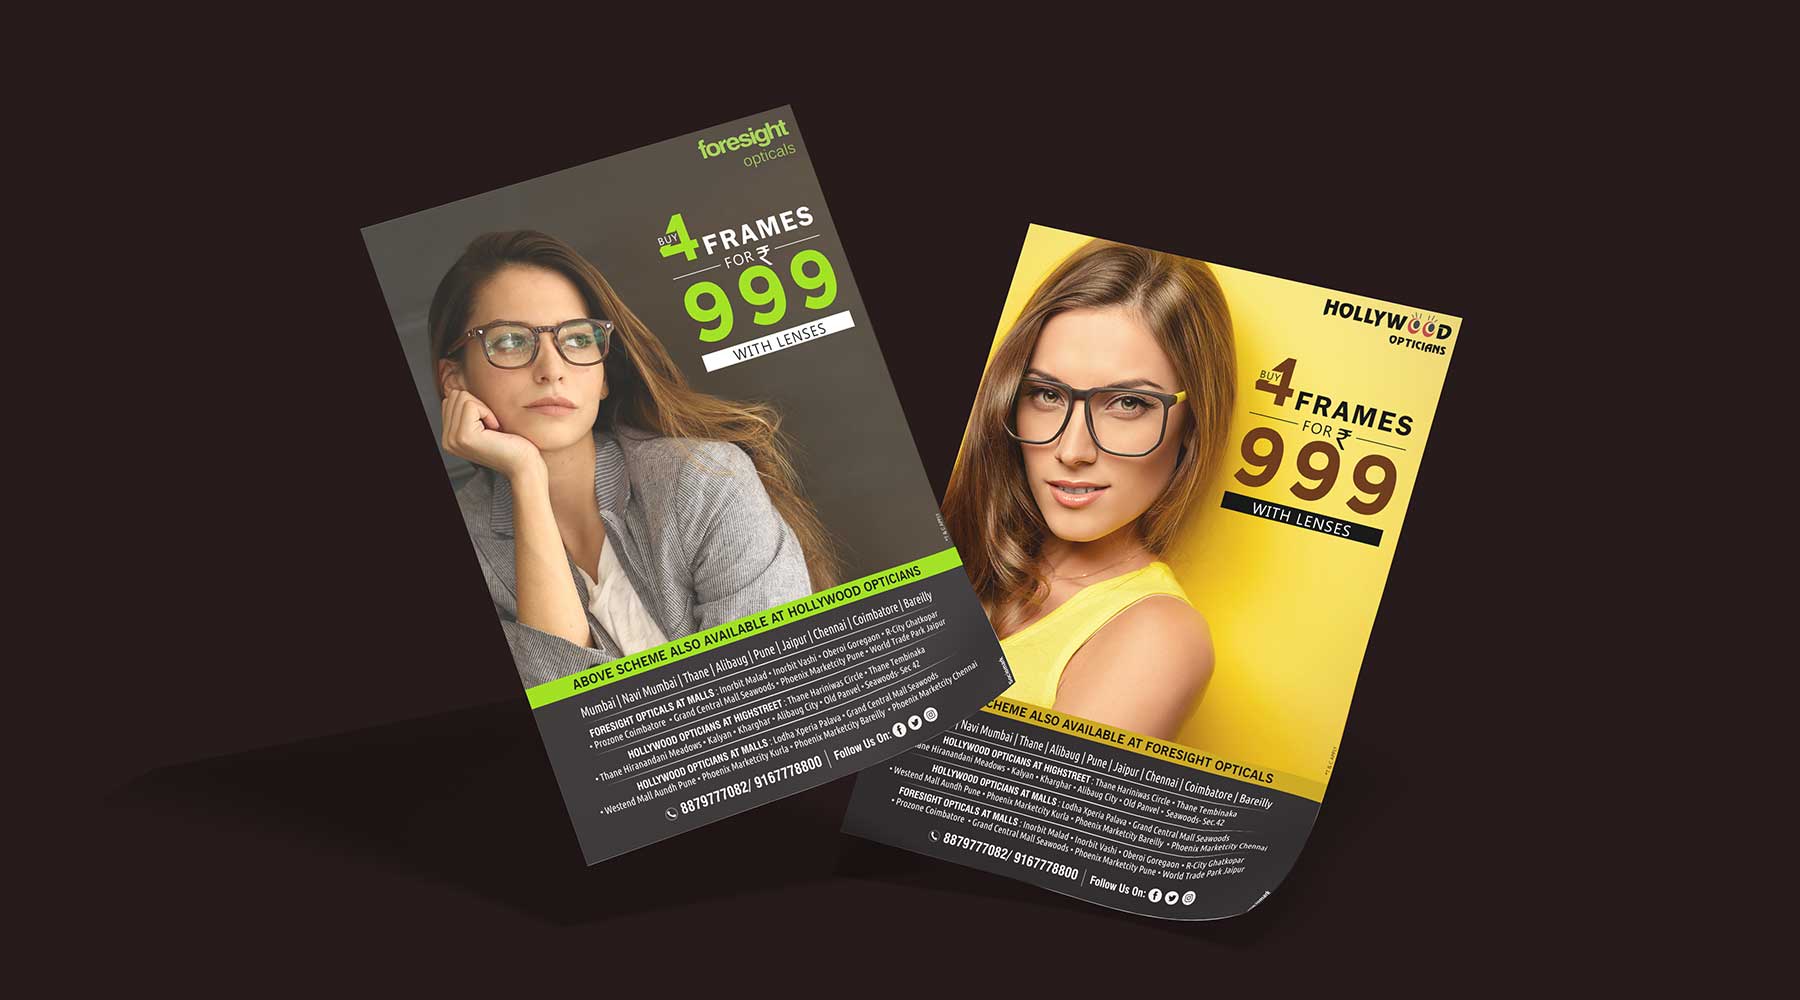 foresight
opticals
BUY 4 FRAMES
FOR ₹
999
WITH LENSES
ABOVE SCHEME ALSO AVAILABLE AT HOLLYWOOD OPTICIANS
Mumbai | Navi Mumbai | Thane | Alibaug | Pune | Jaipur | Chennai | Coimbatore | Bareilly
FORESIGHT OPTICALS AT MALLS : Inorbit Malad • Inorbit Vashi • Oberoi Goregaon • R-City Ghatkopar
• Prozone Coimbatore • Grand Central Mall Seawoods • Phoenix Marketcity Pune • World Trade Park Jaipur
HOLLYWOOD OPTICIANS AT HIGHSTREET : Thane Hariniwas Circle • Thane Tembinaka
• Thane Hiranandani Meadows • Kalyan • Kharghar • Alibaug City • Old Panvel • Seawoods- Sec 42
HOLLYWOOD OPTICIANS AT MALLS : Lodha Xperia Palava • Grand Central Mall Seawoods
• Westend Mall Aundh Pune • Phoenix Marketcity Kurla • Phoenix Marketcity Bareilly • Phoenix Marketcity Chennai
8879777082/ 9167778800 | Follow Us On:
HOLLYWOOD
OPTICIANS
BUY 4 FRAMES
FOR ₹
999
WITH LENSES
SCHEME ALSO AVAILABLE AT FORESIGHT OPTICALS
| Navi Mumbai | Thane | Alibaug | Pune | Jaipur | Chennai | Coimbatore | Bareilly
HOLLYWOOD OPTICIANS AT HIGHSTREET : Thane Hariniwas Circle • Thane Tembinaka
Hiranandani Meadows • Kalyan • Kharghar • Alibaug City • Old Panvel • Seawoods- Sec.42
HOLLYWOOD OPTICIANS AT MALLS : Lodha Xperia Palava • Grand Central Mall Seawoods
• Westend Mall Aundh Pune • Phoenix Marketcity Kurla • Phoenix Marketcity Bareilly • Phoenix Marketcity Chennai
FORESIGHT OPTICALS AT MALLS : Inorbit Malad • Inorbit Vashi • Oberoi Goregaon • R-City Ghatkopar
• Prozone Coimbatore • Grand Central Mall Seawoods • Phoenix Marketcity Pune • World Trade Park Jaipur
8879777082/ 9167778800 | Follow Us On: